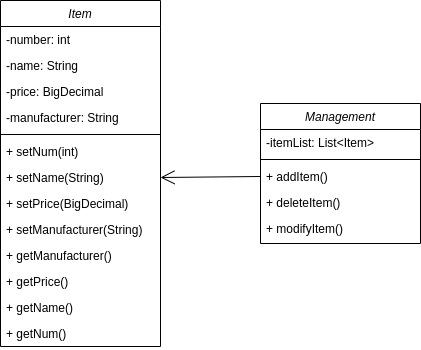 Item
-number: int
-name: String
-price: BigDecimal
-manufacturer: String
+ setNum(int)
+ setName(String)
+ setPrice(BigDecimal)
+ setManufacturer(String)
+ getManufacturer()
+ getPrice()
+ getName()
+ getNum()
Management
-itemList: List<Item>
+ addItem()
+ deleteItem()
+ modifyItem()